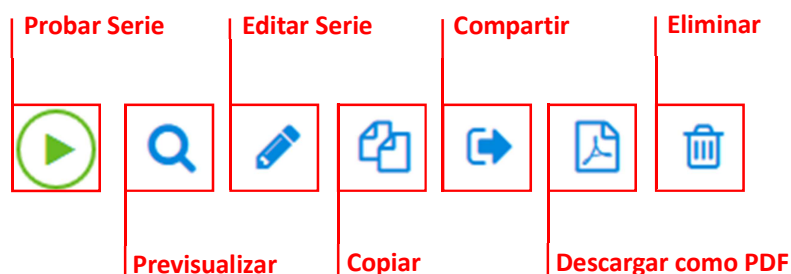 Probar Serie
Editar Serie
Compartir
Eliminar
Previsualizar
Copiar
Descargar como PDF